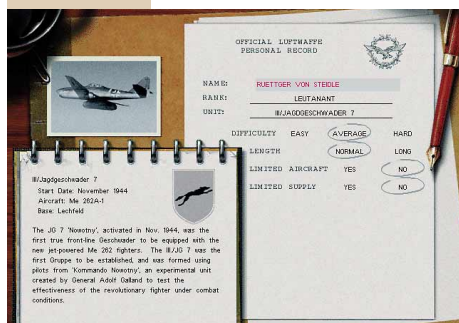 OFFICIAL LUFTWAFFE
PERSONAL RECORD
NAME: RUETTGER VON STEIDLE
RANK: LEUTANANT
UNIT: III/JAGDGESCHWADER 7
DIFFICULTY EASY AVERAGE HARD
LENGTH NORMAL LONG
LIMITED AIRCRAFT YES NO
LIMITED SUPPLY YES NO
III/Jagdgeschwader 7
Start Date: November 1944
Aircraft: Me 262A-1
Base: Lechfeld
The JG 7 'Nowotny', activated in Nov. 1944, was the
first true front-line Geschwader to be equipped with the
new jet-powered Me 262 fighters. The III/JG 7 was the
first Gruppe to be established, and was formed using
pilots from 'Kommando Nowotny', an experimental unit
created by General Adolf Galland to test the
effectiveness of the revolutionary fighter under combat
conditions.